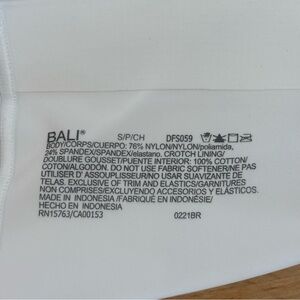 BALI® S/P/CH DFS059
BODY/CORPS/CUERPO: 76% NYLON/NYLON/poliamida,
24% SPANDEX/SPANDEX/elastano. CROTCH LINING/
DOUBLURE GOUSSET/PUENTE INTERIOR: 100% COTTON/
COTON/ALGODÓN. DO NOT USE FABRIC SOFTENER/NE PAS
UTILISER D' ASSOUPLISSEUR/NO USAR SUAVIZANTE DE
TELAS. EXCLUSIVE OF TRIM AND ELASTICS/GARNITURES
NON COMPRISES/EXCLUYENDO ACCESORIOS Y ELÁSTICOS.
MADE IN INDONESIA /FABRIQUÉ EN INDONÉSIE/
HECHO EN INDONESIA
RN15763/CA00153 0221BR